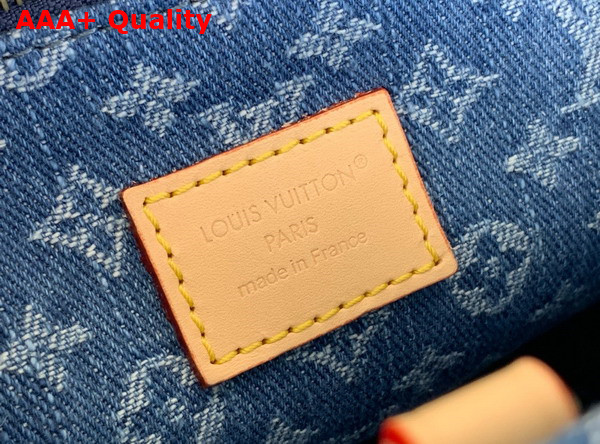 AAA+ Quality
LOUIS VUITTON®
PARIS
made in France